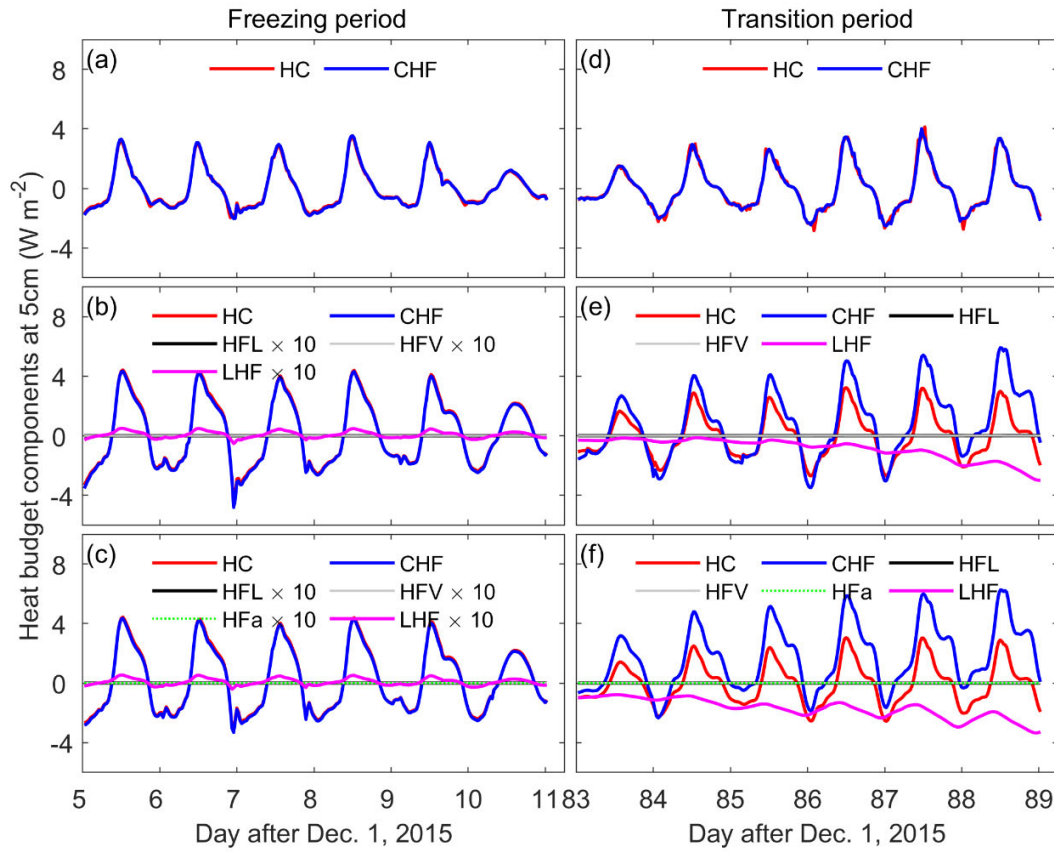 Freezing period
Transition period
Heat budget components at 5cm (W m⁻²)
(a)
HC CHF
8
4
0
-4
(d)
HC CHF
(b)
HC CHF
HFL × 10 HFV × 10
LHF × 10
8
4
0
-4
(e)
HC CHF HFL
HFV LHF
(c)
HC CHF
HFL × 10 HFV × 10
HFa × 10 LHF × 10
8
4
0
-4
(f)
HC CHF HFL
HFV HFa LHF
5 6 7 8 9 10 11
83 84 85 86 87 88 89
Day after Dec. 1, 2015
Day after Dec. 1, 2015